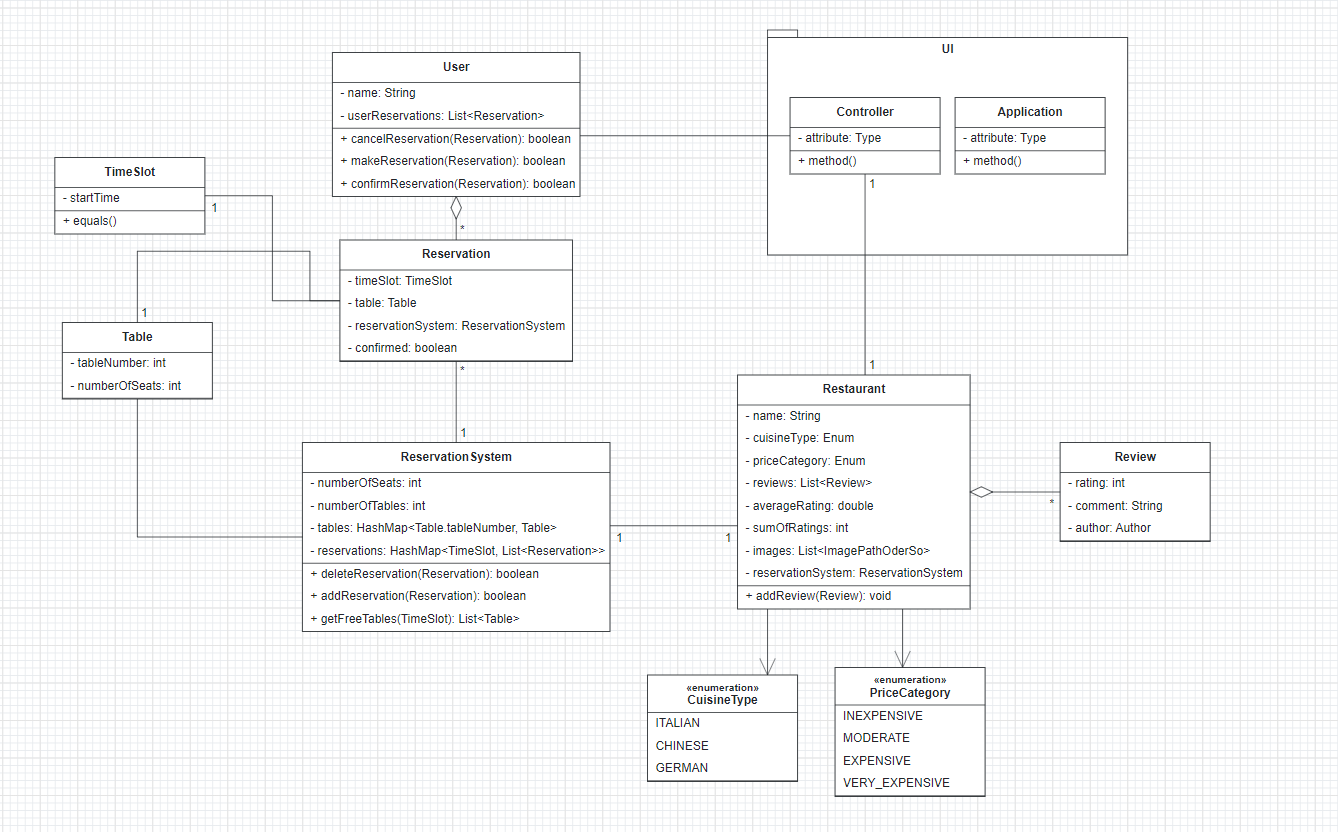 UI
User
- name: String
- userReservations: List<Reservation>
+ cancelReservation(Reservation): boolean
+ makeReservation(Reservation): boolean
+ confirmReservation(Reservation): boolean
Controller
- attribute: Type
+ method()
1
Application
- attribute: Type
+ method()
TimeSlot
- startTime
+ equals()
1
*
Reservation
- timeSlot: TimeSlot
- table: Table
- reservationSystem: ReservationSystem
- confirmed: boolean
*
1
Table
- tableNumber: int
- numberOfSeats: int
1
Restaurant
- name: String
- cuisineType: Enum
- priceCategory: Enum
- reviews: List<Review>
- averageRating: double
- sumOfRatings: int
- images: List<ImagePathOderSo>
- reservationSystem: ReservationSystem
+ addReview(Review): void
1
ReservationSystem
- numberOfSeats: int
- numberOfTables: int
- tables: HashMap<Table.tableNumber, Table>
- reservations: HashMap<TimeSlot, List<Reservation>>
+ deleteReservation(Reservation): boolean
+ addReservation(Reservation): boolean
+ getFreeTables(TimeSlot): List<Table>
1
1
*
Review
- rating: int
- comment: String
- author: Author
«enumeration»
CuisineType
ITALIAN
CHINESE
GERMAN
«enumeration»
PriceCategory
INEXPENSIVE
MODERATE
EXPENSIVE
VERY_EXPENSIVE